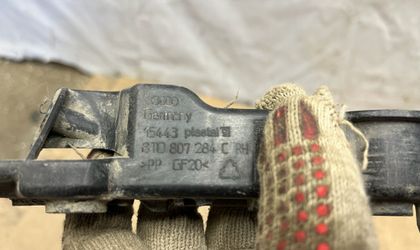 Germany
15443 plastal
8T0 807 284 C RH
>PP GF20<